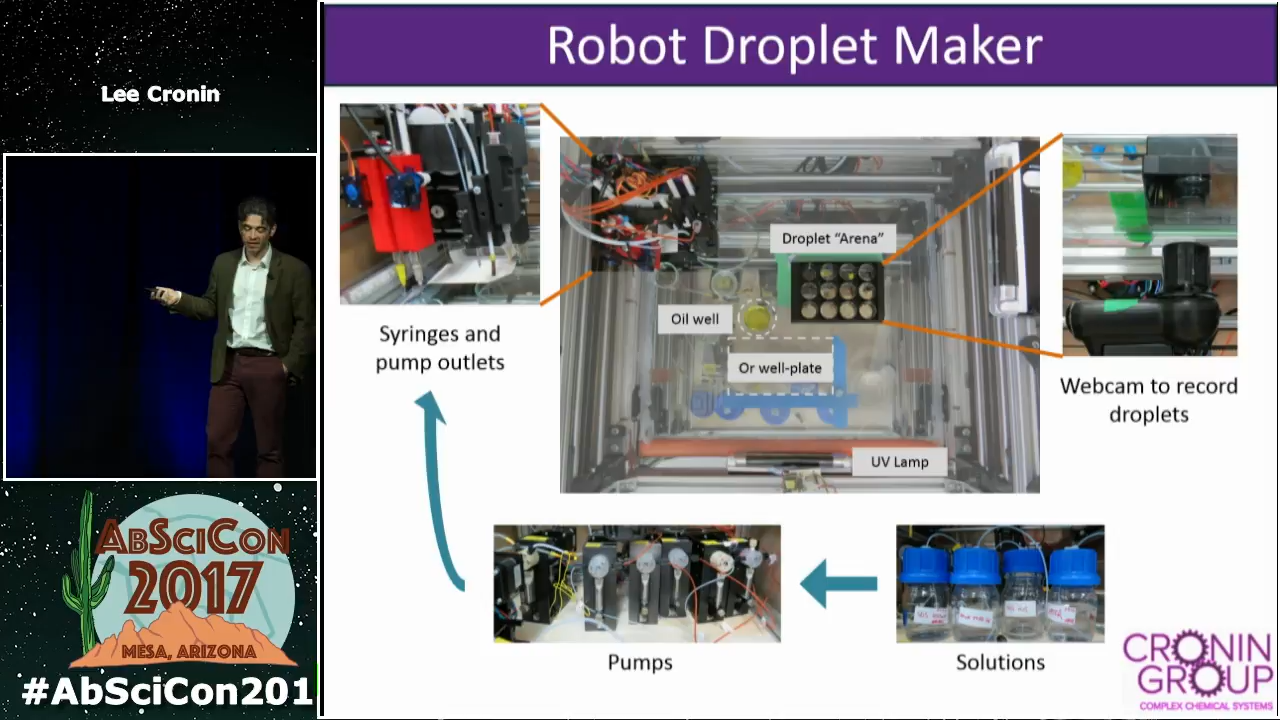 Lee Cronin
ABSCICON
2017
MESA, ARIZONA
#AbSciCon201
Robot Droplet Maker
Syringes and
pump outlets
Droplet “Arena”
Oil well
Or well-plate
UV Lamp
Webcam to record
droplets
Pumps
Solutions
CRONIN
GROUP
COMPLEX CHEMICAL SYSTEMS